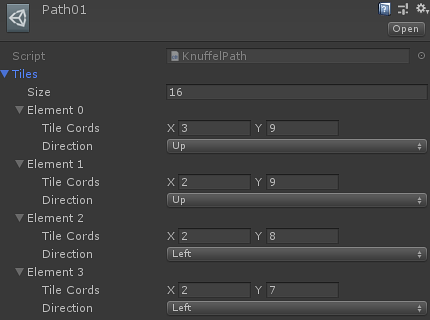 Path01
Open
Script KnuffelPath
Tiles
Size 16
Element 0
Tile Cords X 3 Y 9
Direction Up
Element 1
Tile Cords X 2 Y 9
Direction Up
Element 2
Tile Cords X 2 Y 8
Direction Left
Element 3
Tile Cords X 2 Y 7
Direction Left